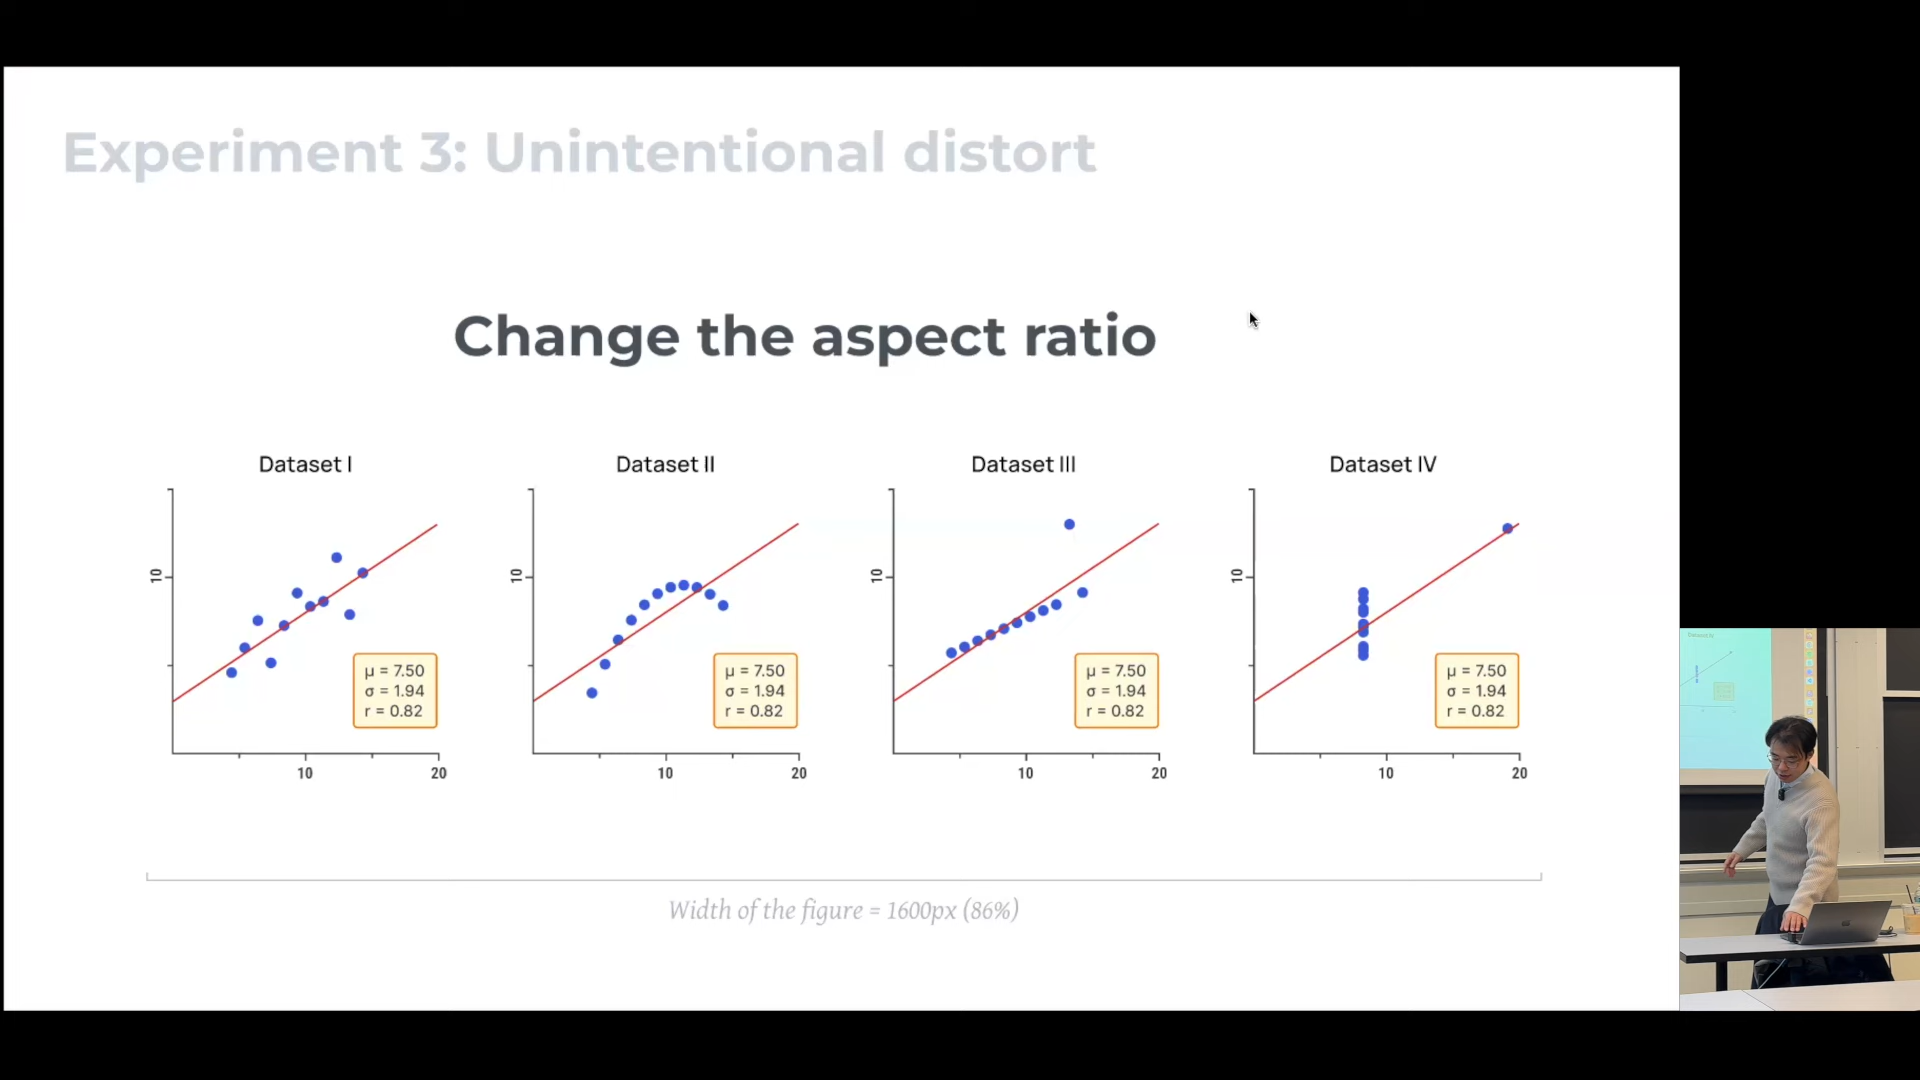 Experiment 3: Unintentional distort
Change the aspect ratio
Dataset I
10
μ = 7.50
σ = 1.94
r = 0.82
10
20
Dataset II
10
μ = 7.50
σ = 1.94
r = 0.82
10
20
Dataset III
10
μ = 7.50
σ = 1.94
r = 0.82
10
20
Dataset IV
10
μ = 7.50
σ = 1.94
r = 0.82
10
20
Width of the figure = 1600px (86%)